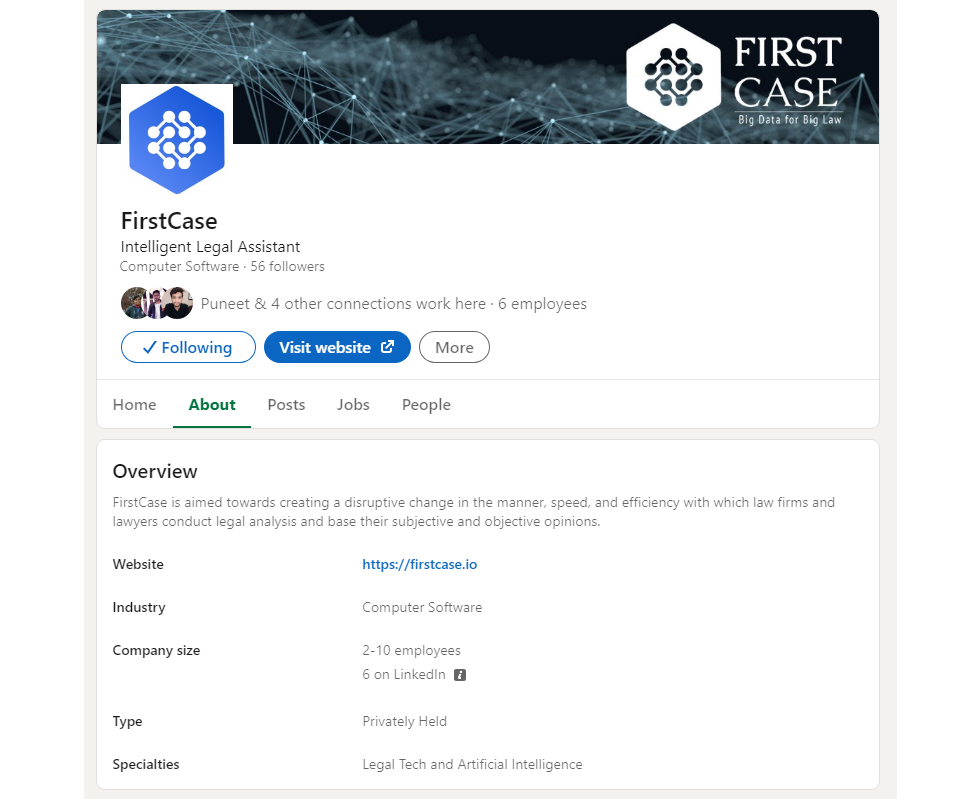 FIRST
CASE
Big Data for Big Law
FirstCase
Intelligent Legal Assistant
Computer Software · 56 followers
Puneet & 4 other connections work here · 6 employees
Following
Visit website
More
Home
About
Posts
Jobs
People
Overview
FirstCase is aimed towards creating a disruptive change in the manner, speed, and efficiency with which law firms and
lawyers conduct legal analysis and base their subjective and objective opinions.
Website
https://firstcase.io
Industry
Computer Software
Company size
2-10 employees
6 on LinkedIn
Type
Privately Held
Specialties
Legal Tech and Artificial Intelligence